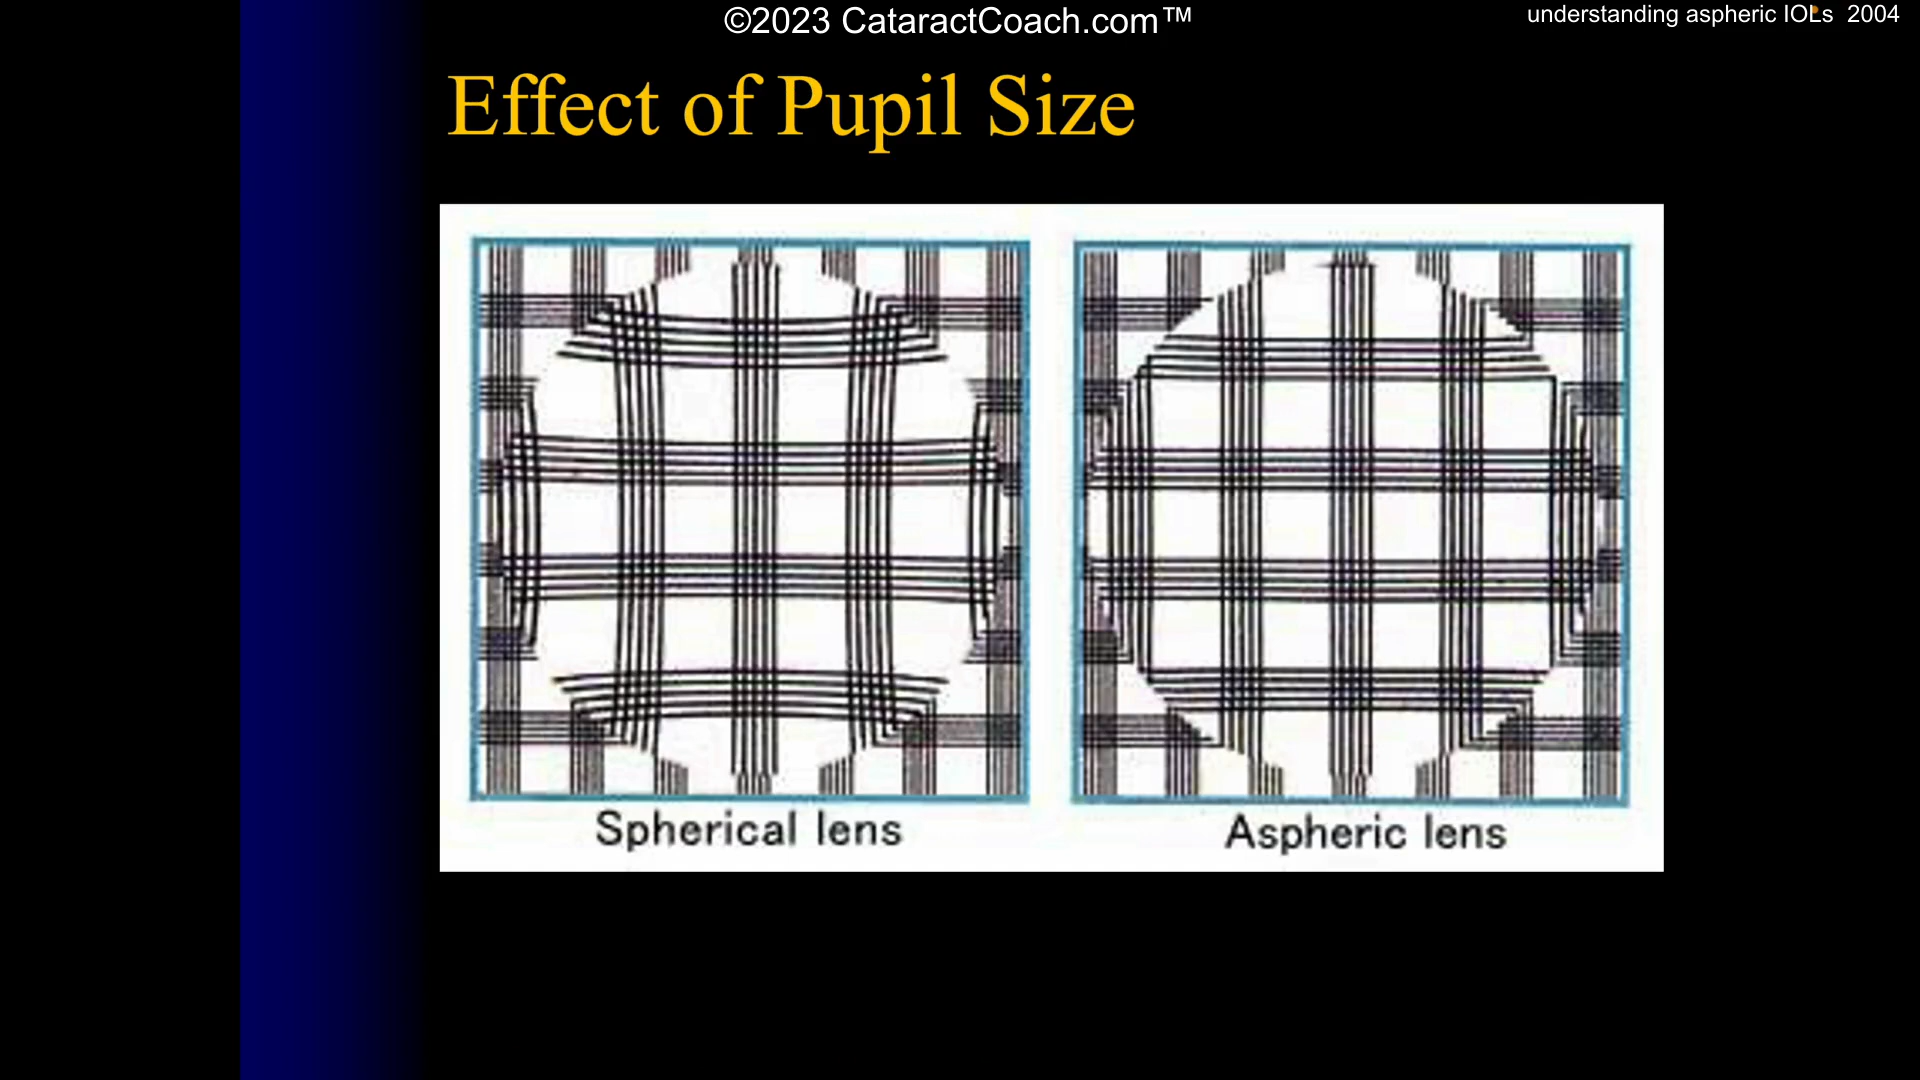 ©2023 CataractCoach.com™
understanding aspheric IOLs 2004
Effect of Pupil Size
Spherical lens
Aspheric lens